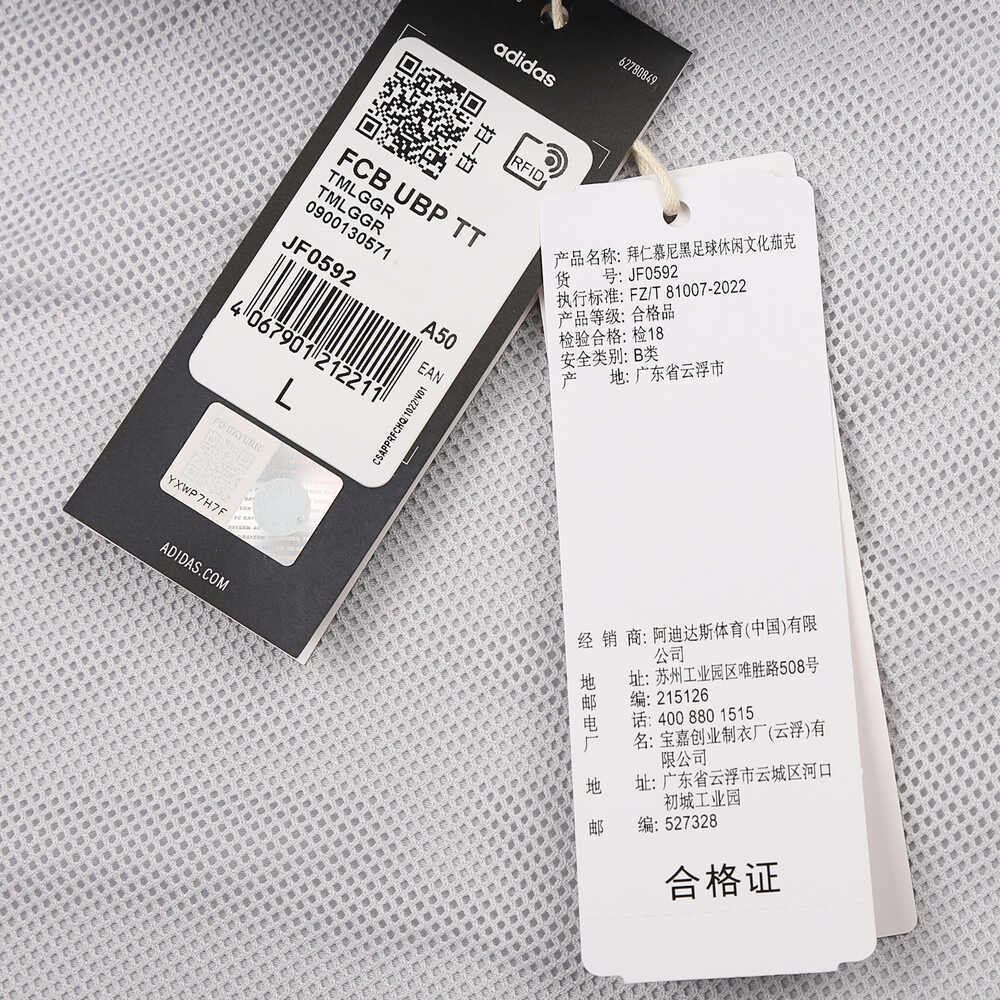 adidas
62780849
RFID
FCB UBP TT
TMLGGR
TMLGGR
0900130571
JF0592
A50
4 067901 212211
EAN
L
CSAPPRFCHQ|1022|V01
YXWP7H7F
ADIDAS.COM
产品名称: 拜仁慕尼黑足球休闲文化茄克
货 号: JF0592
执行标准: FZ/T 81007-2022
产品等级: 合格品
检验合格: 检18
安全类别: B类
产 地: 广东省云浮市
经 销 商: 阿迪达斯体育(中国)有限
公司
地 址: 苏州工业园区唯胜路508号
邮 编: 215126
电 话: 400 880 1515
厂 名: 宝嘉创业制衣厂(云浮)有
限公司
地 址: 广东省云浮市云城区河口
初城工业园
邮 编: 527328
合格证